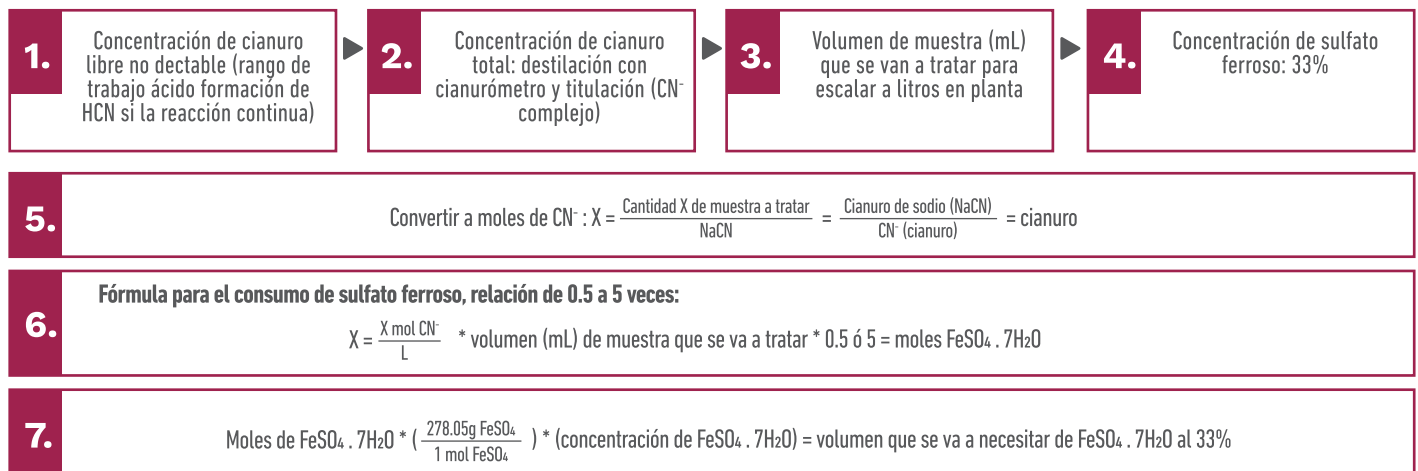 1.
Concentración de cianuro
libre no dectable (rango de
trabajo ácido formación de
HCN si la reacción continua)
2.
Concentración de cianuro
total: destilación con
cianurómetro y titulación (CN⁻
complejo)
3.
Volumen de muestra (mL)
que se van a tratar para
escalar a litros en planta
4.
Concentración de sulfato
ferroso: 33%
5.
Convertir a moles de CN⁻ : X = Cantidad X de muestra a tratar / NaCN = Cianuro de sodio (NaCN) / CN⁻ (cianuro) = cianuro
6.
Fórmula para el consumo de sulfato ferroso, relación de 0.5 a 5 veces:
X = X mol CN⁻ / L * volumen (mL) de muestra que se va a tratar * 0.5 ó 5 = moles FeSO₄ . 7H₂O
7.
Moles de FeSO₄ . 7H₂O * ( 278.05g FeSO₄ / 1 mol FeSO₄ ) * (concentración de FeSO₄ . 7H₂O) = volumen que se va a necesitar de FeSO₄ . 7H₂O al 33%